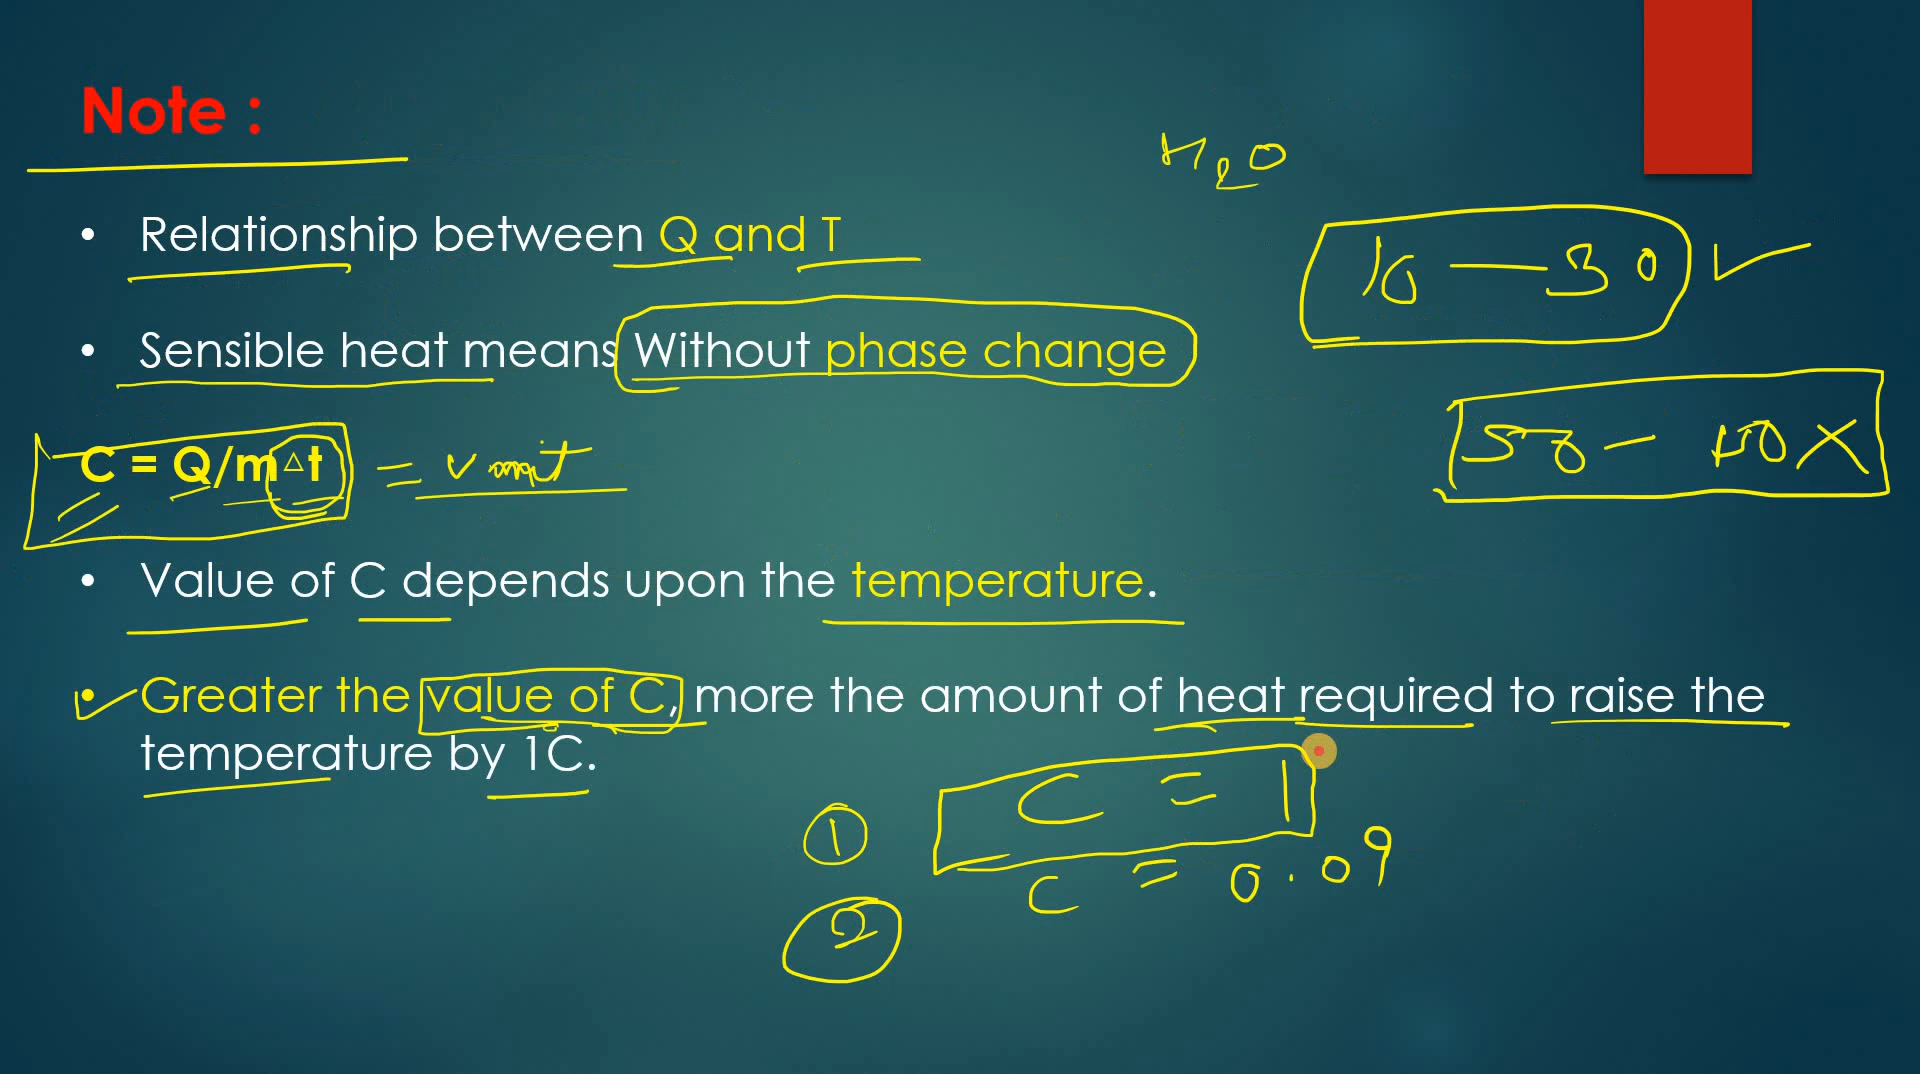 Note :
H₂O
• Relationship between Q and T
10 — 30 ✓
• Sensible heat means Without phase change
C = Q/m△t = unit
50 — 110 X
• Value of C depends upon the temperature.
• Greater the value of C, more the amount of heat required to raise the
temperature by 1C.
① C = 1
② C = 0.09